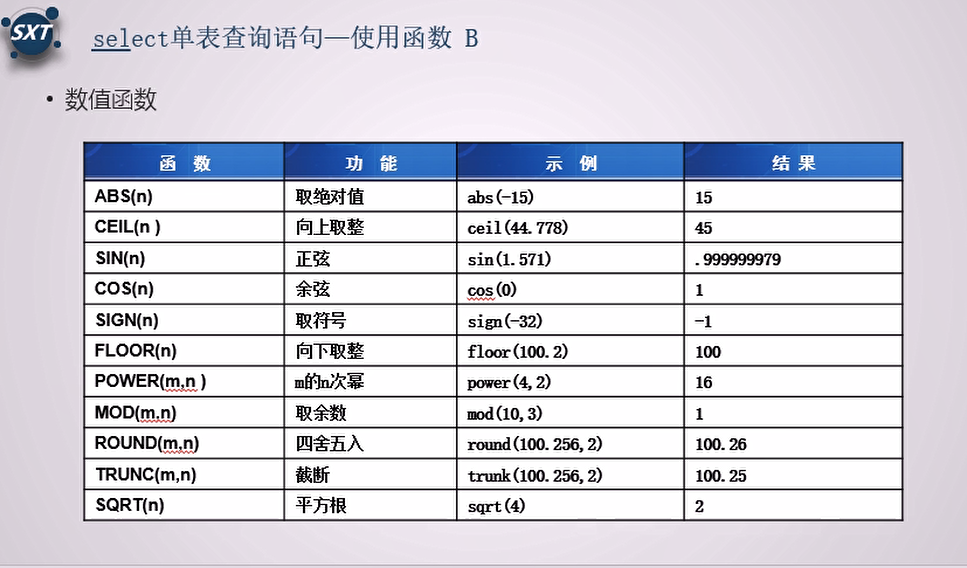 SXT
select单表查询语句—使用函数 B
• 数值函数
函 数 功 能 示 例 结 果
ABS(n) 取绝对值 abs(-15) 15
CEIL(n ) 向上取整 ceil(44.778) 45
SIN(n) 正弦 sin(1.571) .999999979
COS(n) 余弦 cos(0) 1
SIGN(n) 取符号 sign(-32) -1
FLOOR(n) 向下取整 floor(100.2) 100
POWER(m,n ) m的n次幂 power(4,2) 16
MOD(m,n) 取余数 mod(10,3) 1
ROUND(m,n) 四舍五入 round(100.256,2) 100.26
TRUNC(m,n) 截断 trunk(100.256,2) 100.25
SQRT(n) 平方根 sqrt(4) 2